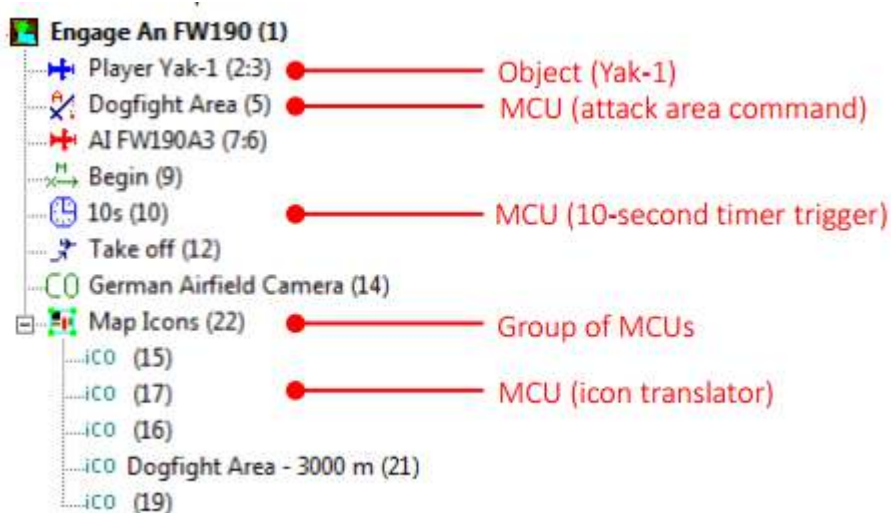 Engage An FW190 (1)
Player Yak-1 (2:3) Object (Yak-1)
Dogfight Area (5) MCU (attack area command)
AI FW190A3 (7:6)
Begin (9)
10s (10) MCU (10-second timer trigger)
Take off (12)
German Airfield Camera (14)
Map Icons (22) Group of MCUs
iCO (15)
iCO (17) MCU (icon translator)
iCO (16)
iCO Dogfight Area - 3000 m (21)
iCO (19)